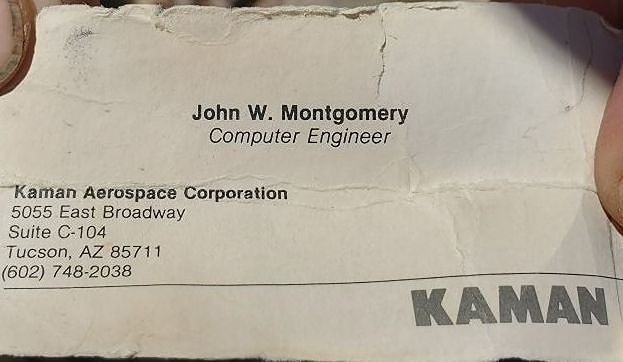 John W. Montgomery
Computer Engineer
Kaman Aerospace Corporation
5055 East Broadway
Suite C-104
Tucson, AZ 85711
(602) 748-2038
KAMAN